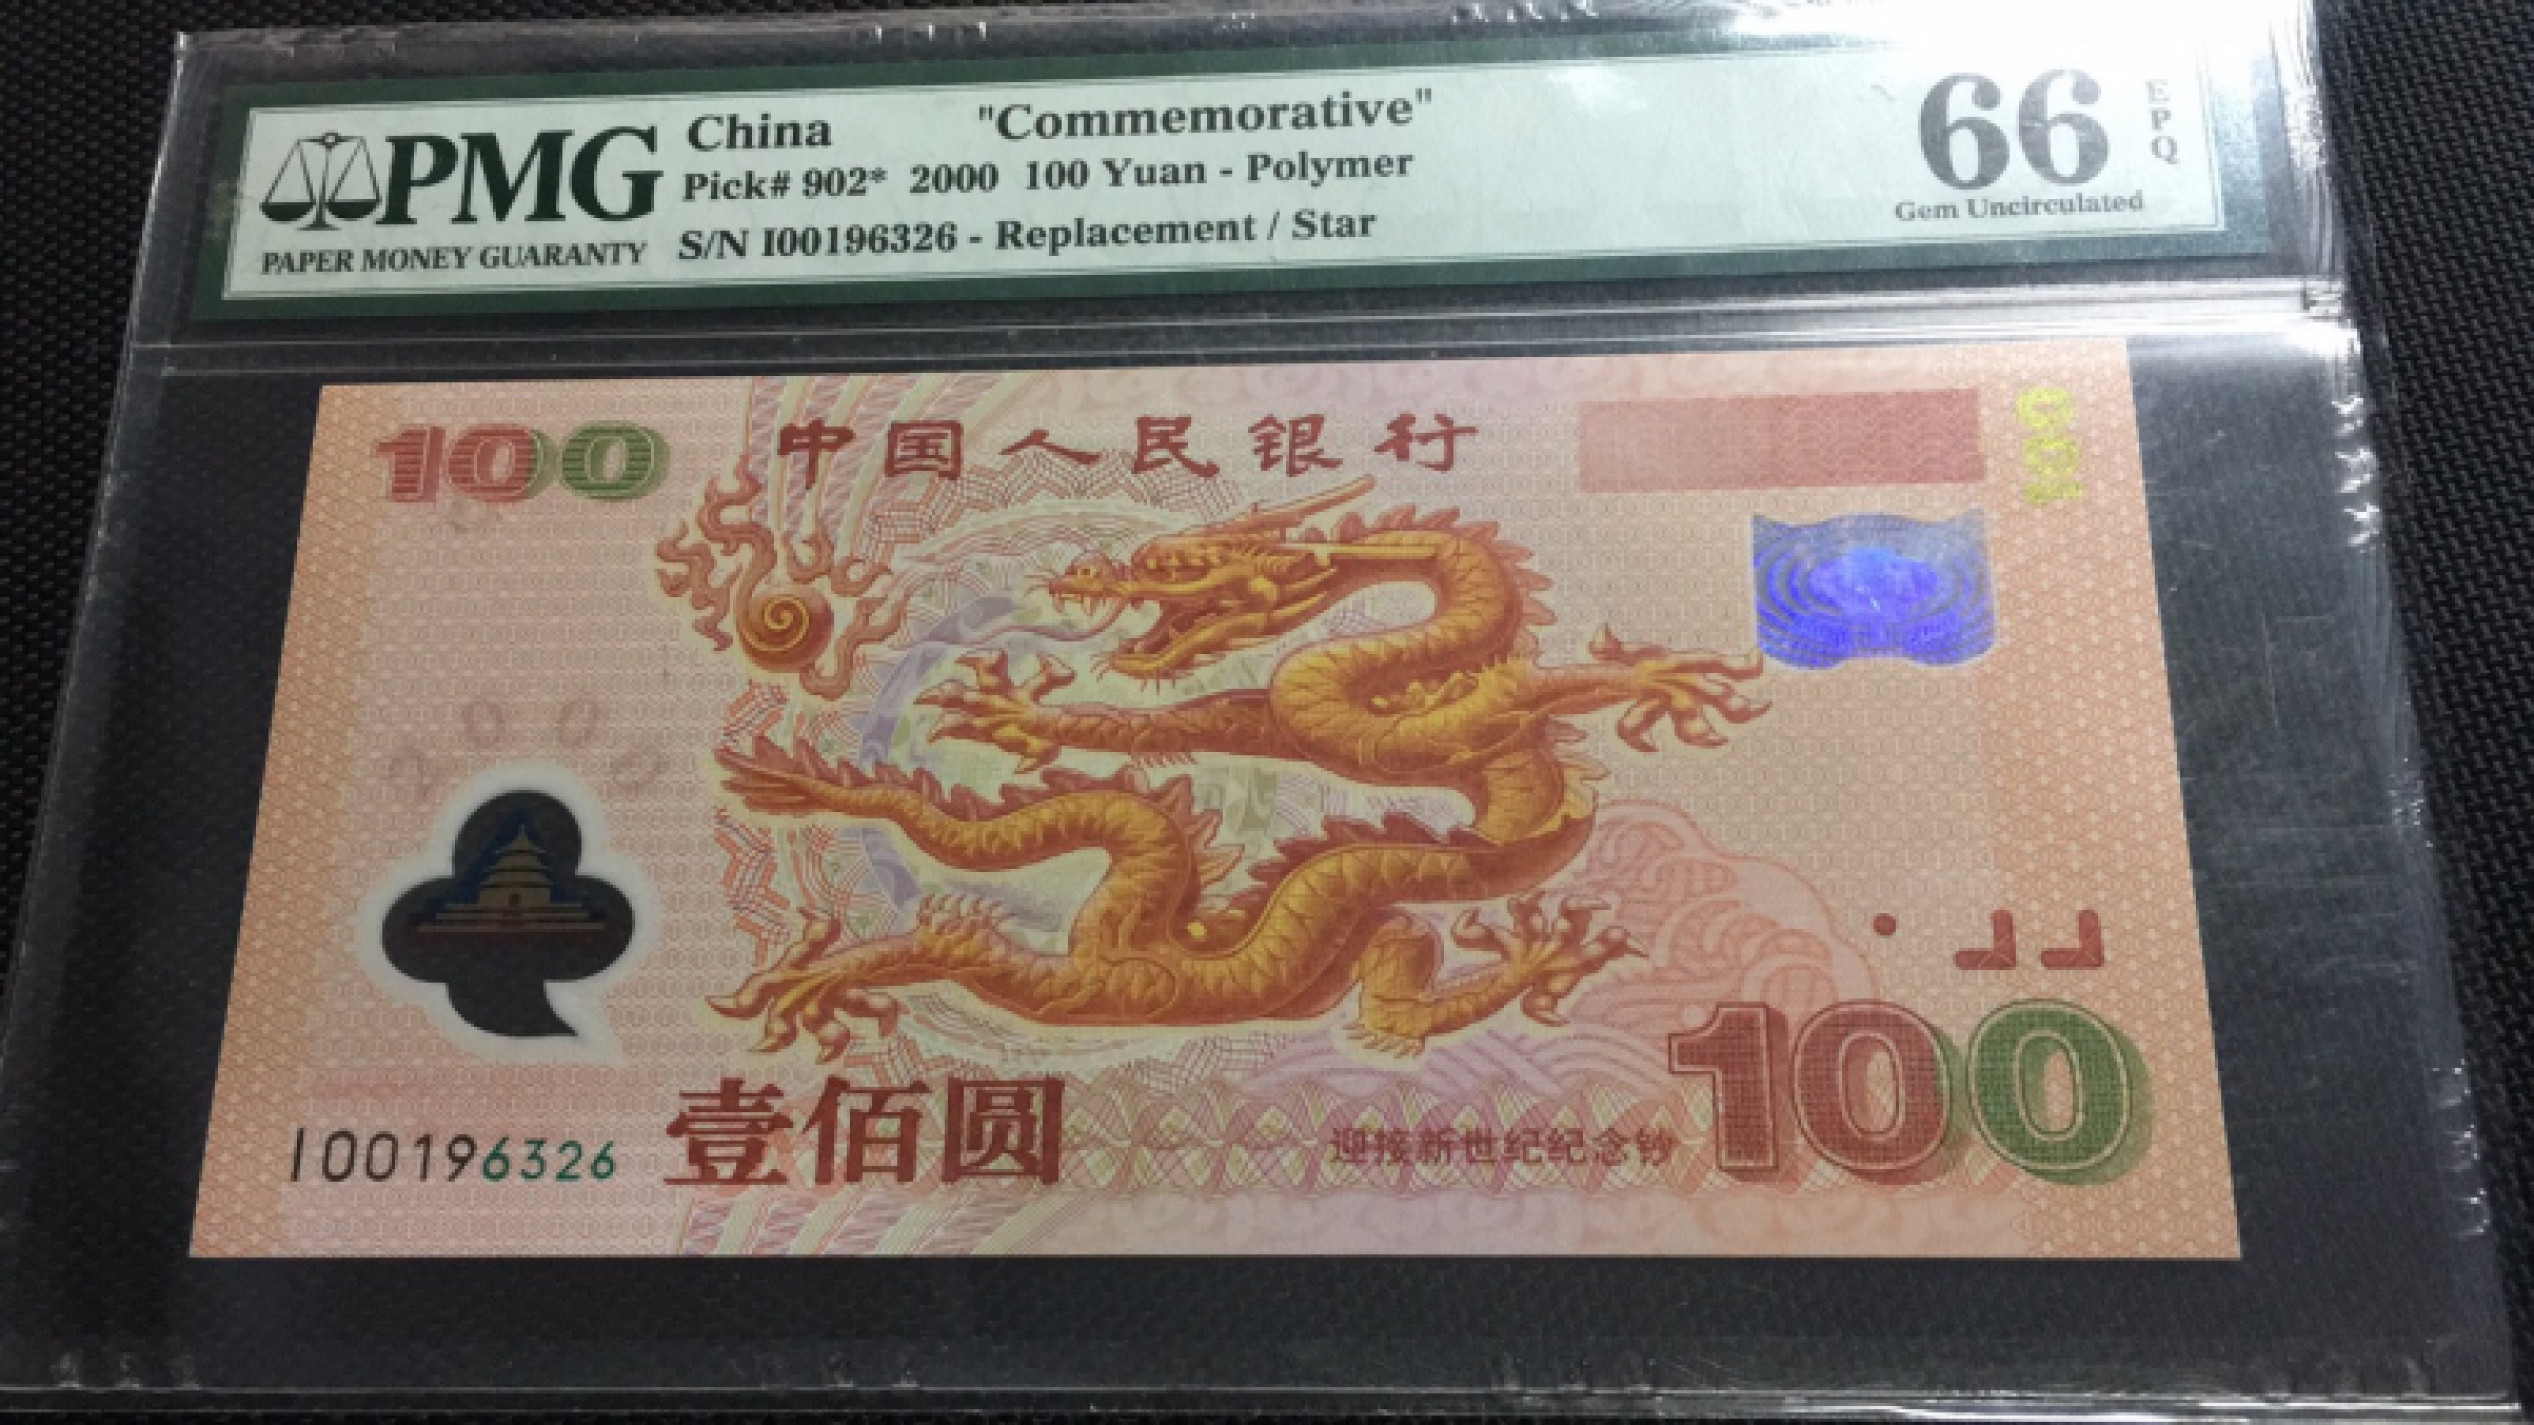 PMG
PAPER MONEY GUARANTY
China "Commemorative"
Pick# 902* 2000 100 Yuan - Polymer
S/N I00196326 - Replacement / Star
66 EPQ
Gem Uncirculated
100
中国人民银行
100
2000
100
I00196326
壹佰圆
迎接新世纪纪念钞